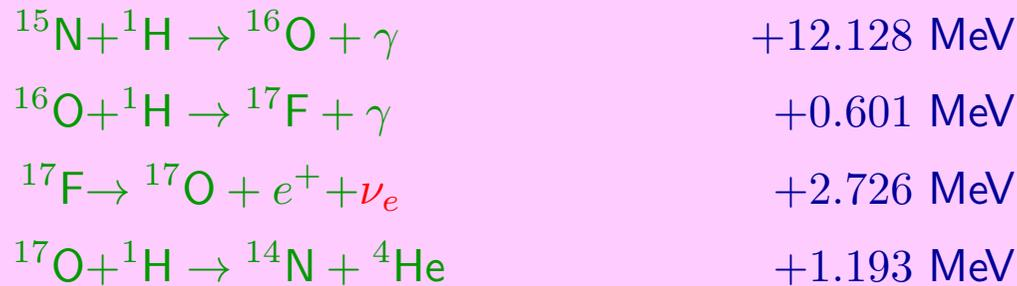 ¹⁵N+¹H → ¹⁶O + γ +12.128 MeV
¹⁶O+¹H → ¹⁷F + γ +0.601 MeV
¹⁷F→ ¹⁷O + e⁺+νₑ +2.726 MeV
¹⁷O+¹H → ¹⁴N + ⁴He +1.193 MeV